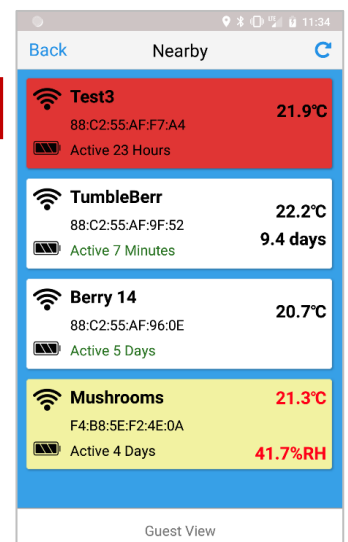 11:34
Back Nearby
Test3
21.9℃
88:C2:55:AF:F7:A4
Active 23 Hours
TumbleBerr
22.2℃
88:C2:55:AF:9F:52
9.4 days
Active 7 Minutes
Berry 14
20.7℃
88:C2:55:AF:96:0E
Active 5 Days
Mushrooms 21.3℃
F4:B8:5E:F2:4E:0A
Active 4 Days 41.7%RH
Guest View